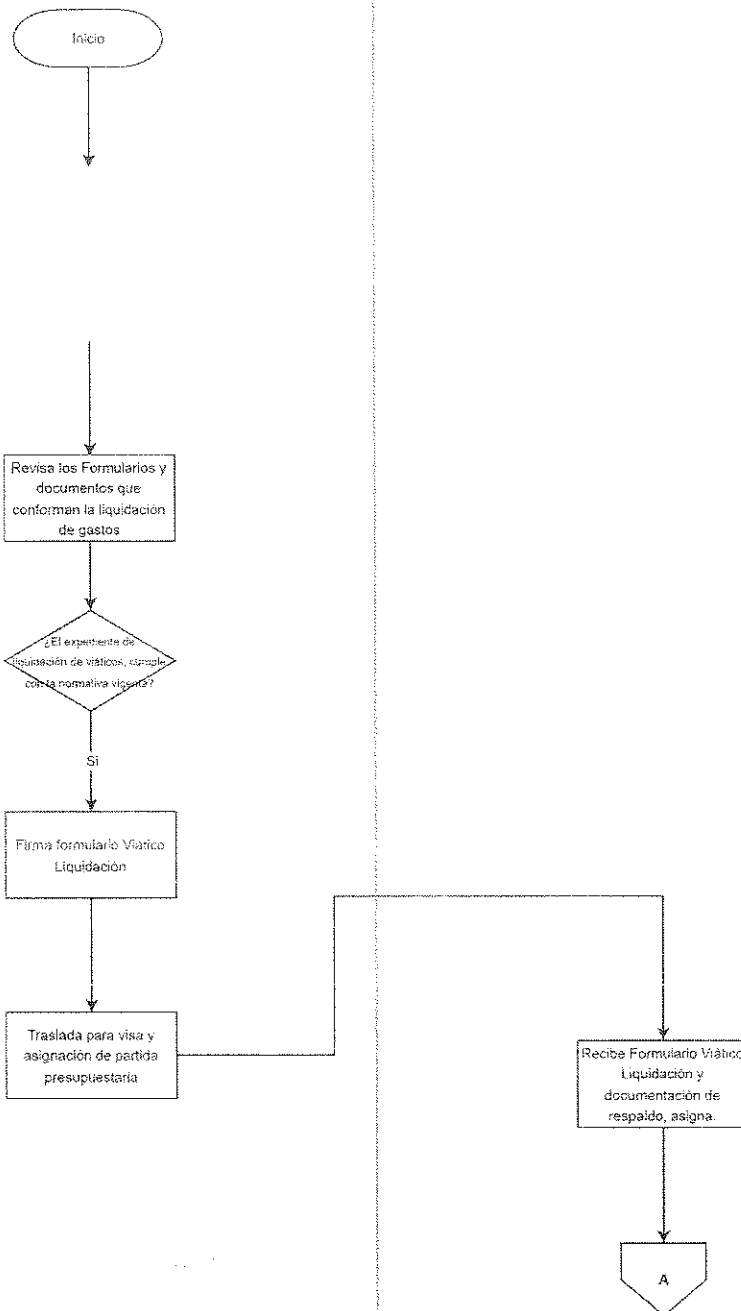 Inicio
Revisa los Formularios y
documentos que
conforman la liquidación
de gastos
¿El expediente de
liquidación de viáticos, cumple
con la normativa vigente?
Si
Firma formulario Viatico
Liquidación
Traslada para visa y
asignación de partida
presupuestaria
Recibe Formulario Viático
Liquidación y
documentación de
respaldo, asigna.
A